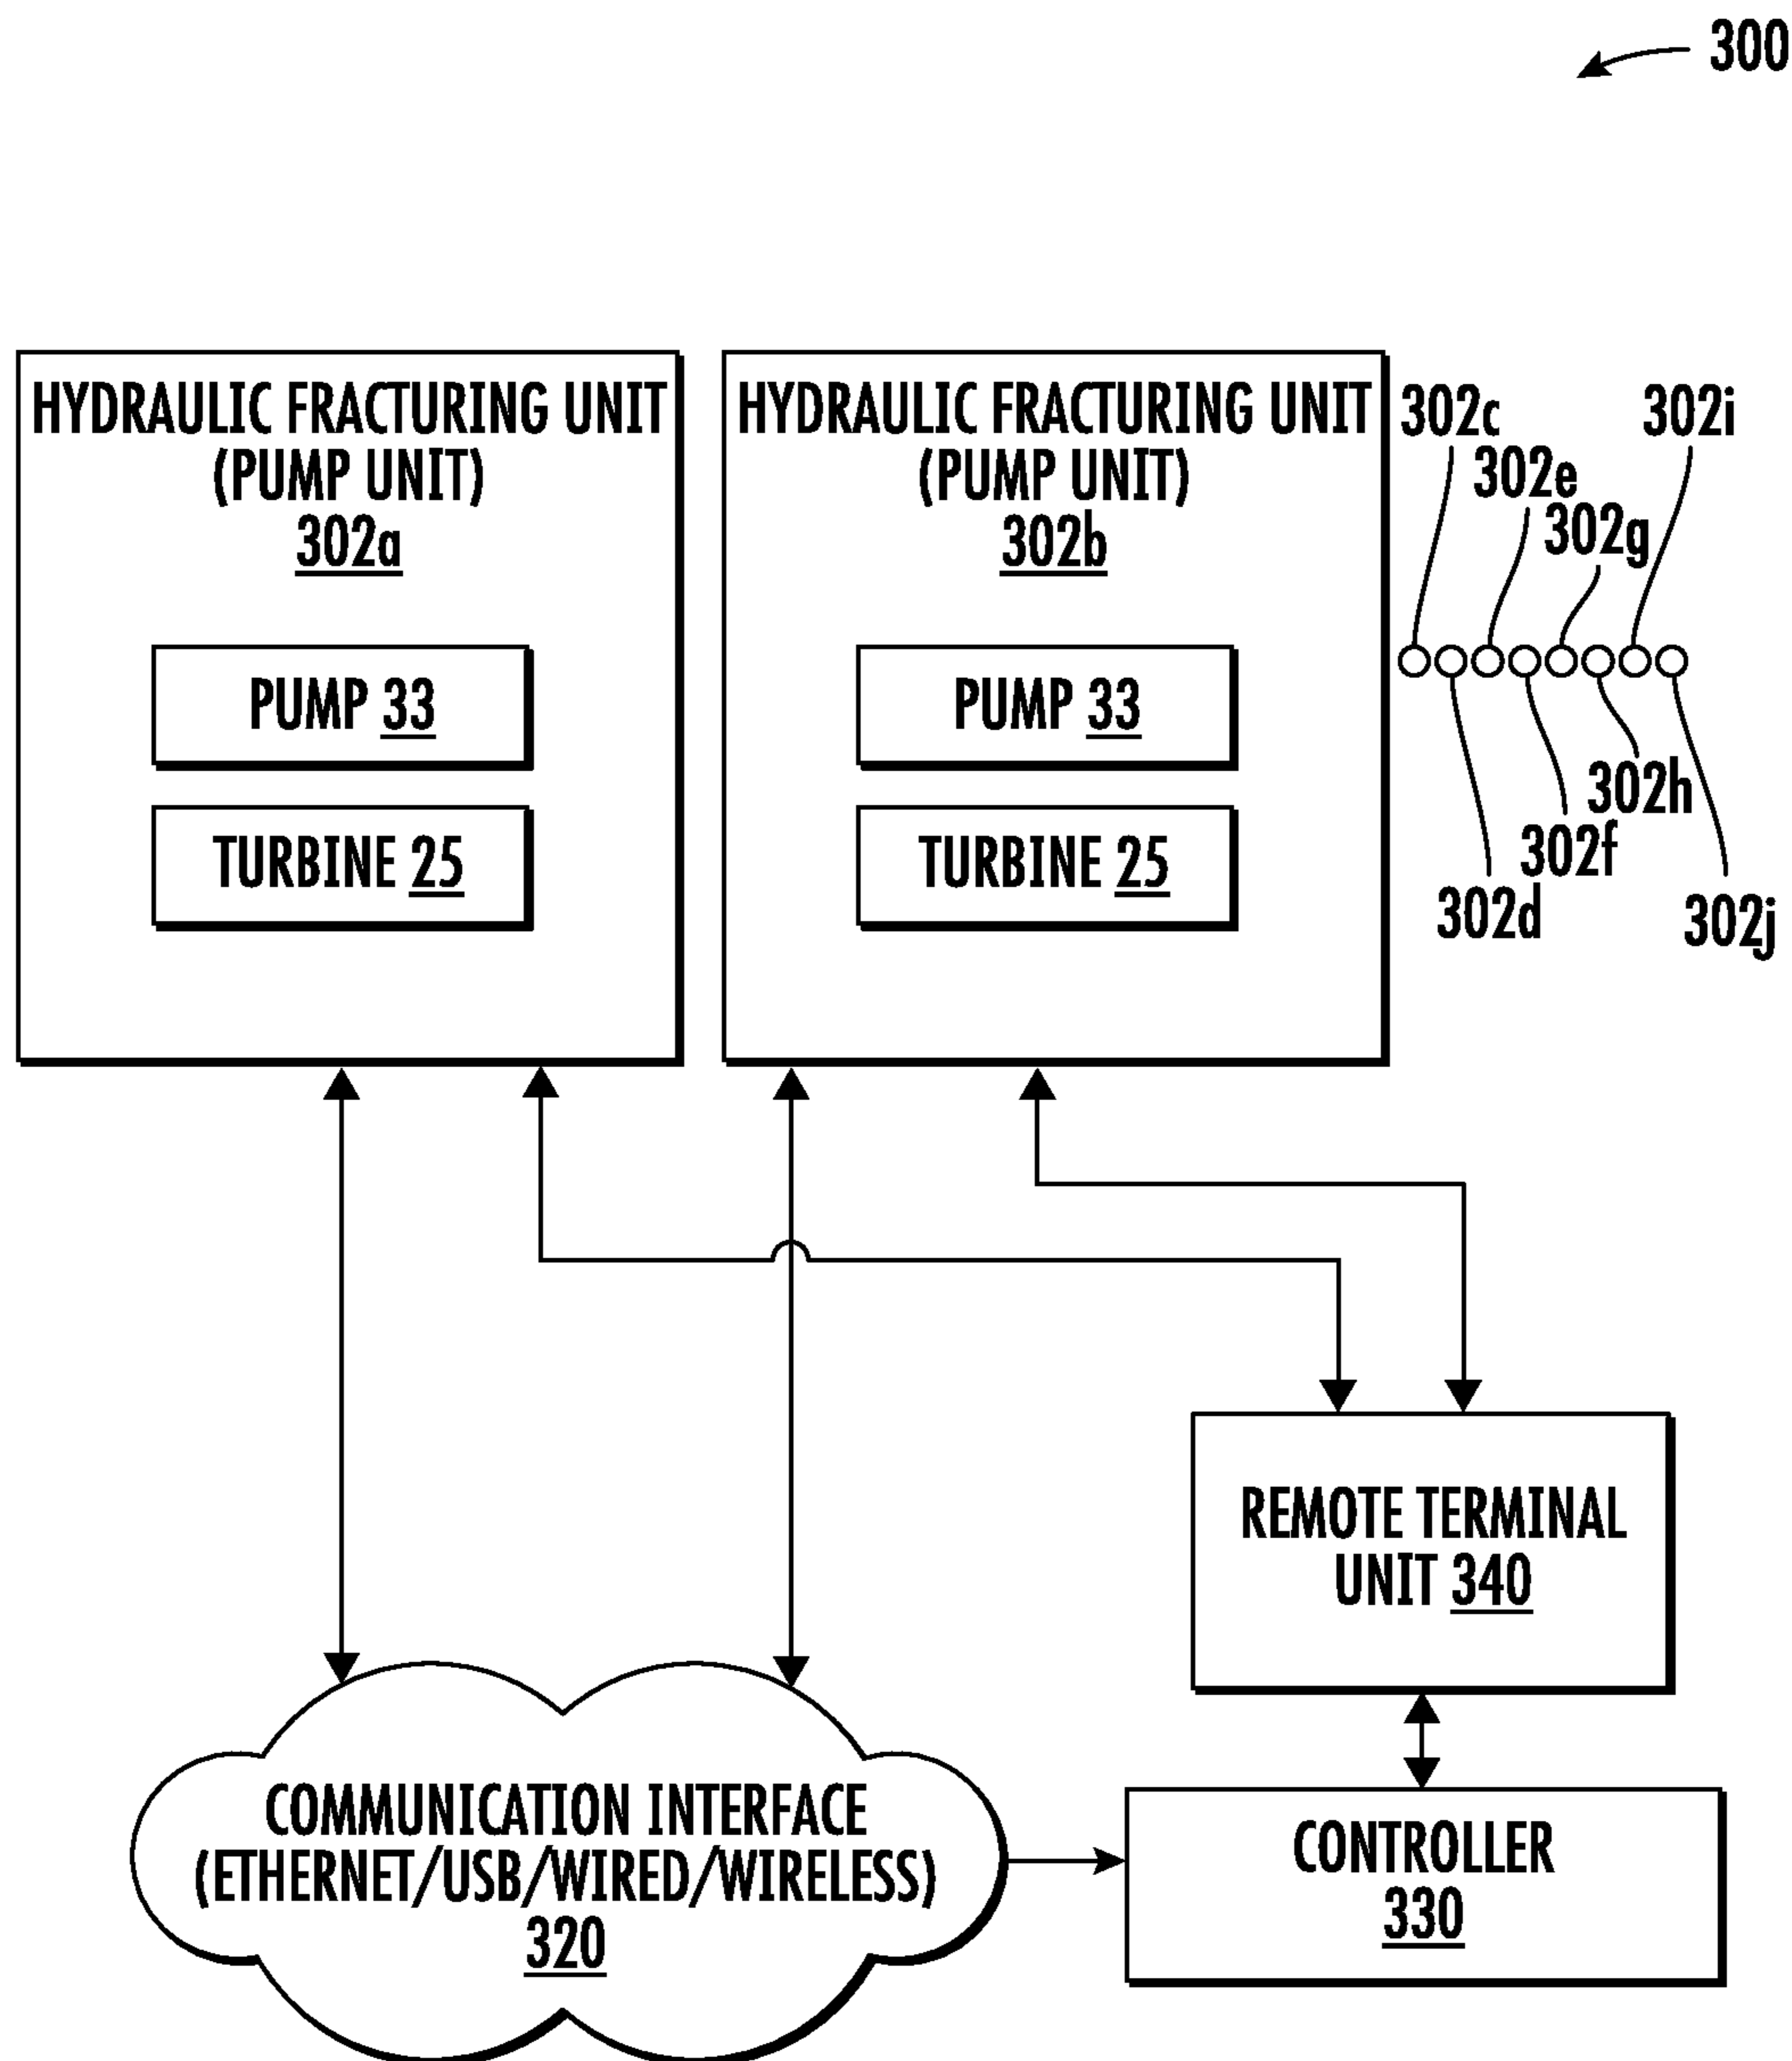 300
HYDRAULIC FRACTURING UNIT
(PUMP UNIT)
302a
PUMP 33
TURBINE 25
HYDRAULIC FRACTURING UNIT
(PUMP UNIT)
302b
PUMP 33
TURBINE 25
302c
302e
302g
302i
302h
302f
302d
302j
REMOTE TERMINAL
UNIT 340
COMMUNICATION INTERFACE
(ETHERNET/USB/WIRED/WIRELESS)
320
CONTROLLER
330